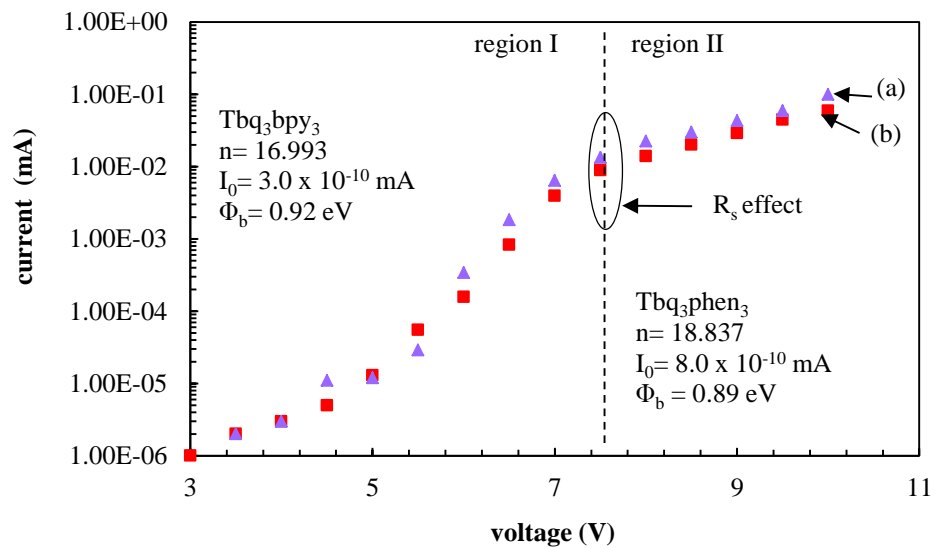 1.00E+00
1.00E-01
1.00E-02
1.00E-03
1.00E-04
1.00E-05
1.00E-06
current (mA)
region I
region II
Tbq₃bpy₃
n= 16.993
I₀= 3.0 x 10⁻¹⁰ mA
Φ_b = 0.92 eV
(a)
(b)
R_s effect
Tbq₃phen₃
n= 18.837
I₀= 8.0 x 10⁻¹⁰ mA
Φ_b = 0.89 eV
3 5 7 9 11
voltage (V)